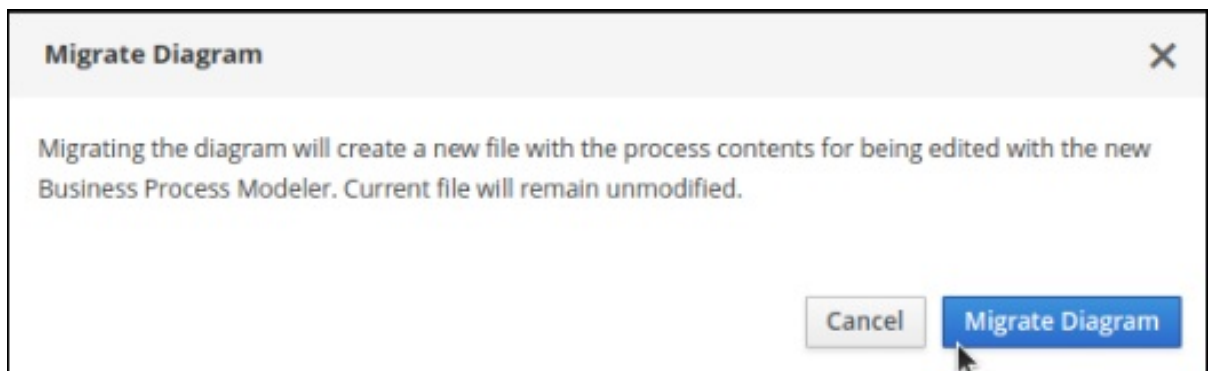 Migrate Diagram
Migrating the diagram will create a new file with the process contents for being edited with the new
Business Process Modeler. Current file will remain unmodified.
Cancel
Migrate Diagram